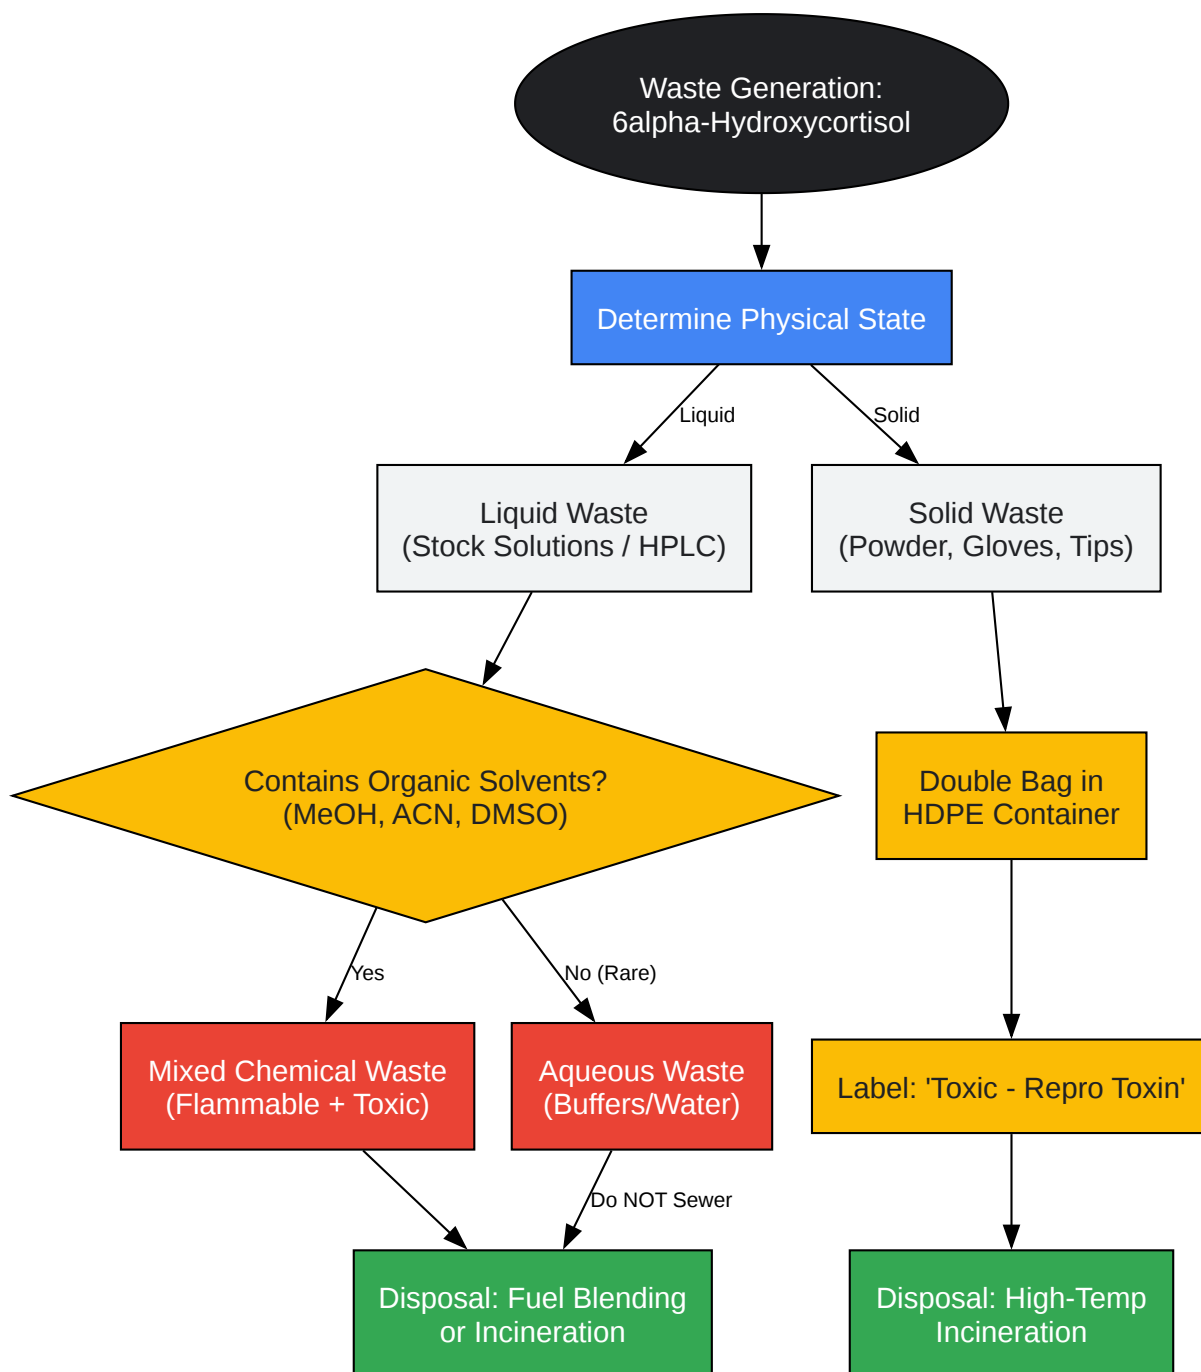 Waste Generation:
6alpha-Hydroxycortisol
Determine Physical State
Liquid
Solid
Liquid Waste
(Stock Solutions / HPLC)
Solid Waste
(Powder, Gloves, Tips)
Contains Organic Solvents?
(MeOH, ACN, DMSO)
Double Bag in
HDPE Container
Yes
No (Rare)
Mixed Chemical Waste
(Flammable + Toxic)
Aqueous Waste
(Buffers/Water)
Label: 'Toxic - Repro Toxin'
Do NOT Sewer
Disposal: Fuel Blending
or Incineration
Disposal: High-Temp
Incineration